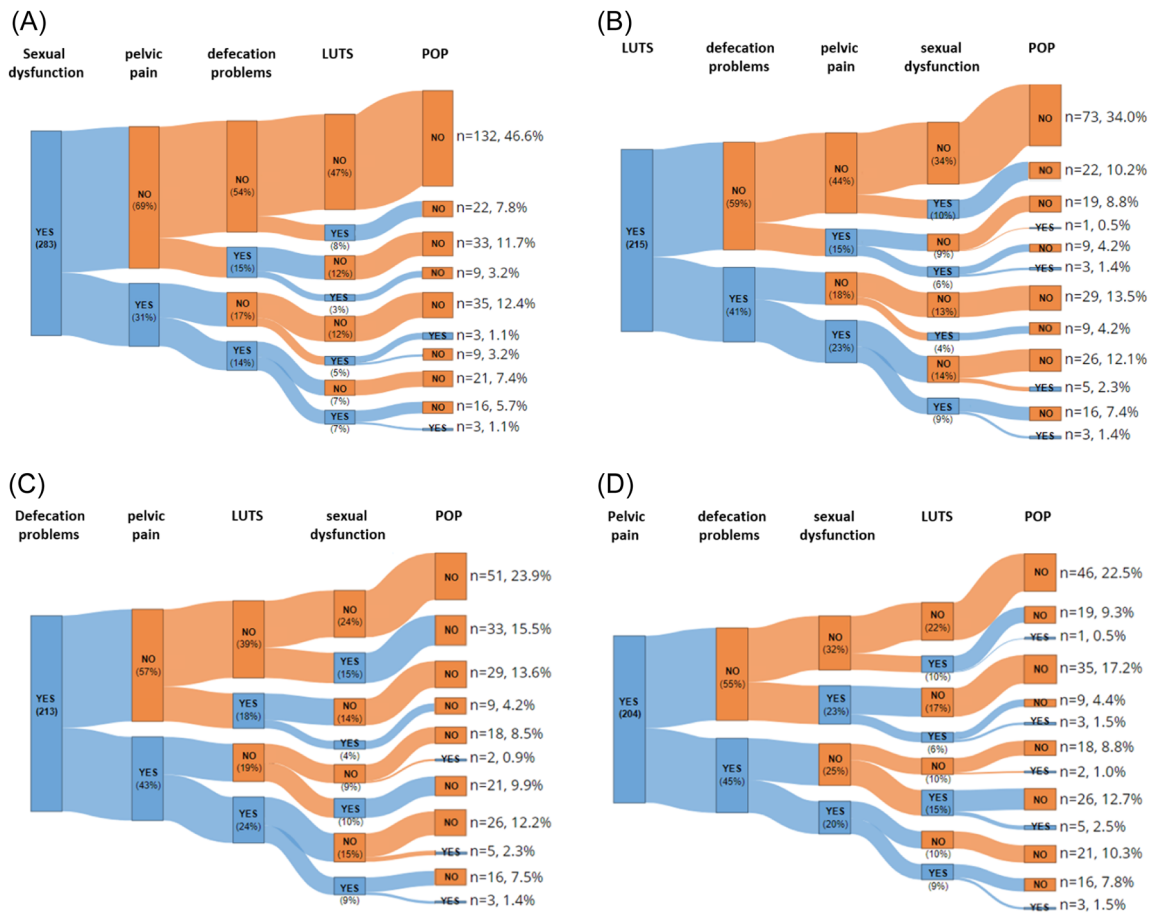 (A)
Sexual
dysfunction
pelvic
pain
defecation
problems
LUTS
POP
YES
(283)
NO
(69%)
YES
(31%)
NO
(54%)
YES
(15%)
NO
(17%)
YES
(14%)
NO
(47%)
YES
(8%)
NO
(12%)
YES
(3%)
NO
(12%)
YES
(5%)
NO
(7%)
YES
(7%)
NO n=132, 46.6%
NO n=22, 7.8%
NO n=33, 11.7%
NO n=9, 3.2%
NO n=35, 12.4%
YES n=3, 1.1%
NO n=9, 3.2%
NO n=21, 7.4%
NO n=16, 5.7%
YES n=3, 1.1%
(B)
LUTS
defecation
problems
pelvic
pain
sexual
dysfunction
POP
YES
(215)
NO
(59%)
YES
(41%)
NO
(44%)
YES
(15%)
NO
(18%)
YES
(23%)
NO
(34%)
YES
(10%)
NO
(9%)
YES
(6%)
NO
(13%)
YES
(4%)
NO
(14%)
YES
(9%)
NO n=73, 34.0%
NO n=22, 10.2%
NO n=19, 8.8%
YES n=1, 0.5%
NO n=9, 4.2%
YES n=3, 1.4%
NO n=29, 13.5%
NO n=9, 4.2%
NO n=26, 12.1%
YES n=5, 2.3%
NO n=16, 7.4%
YES n=3, 1.4%
(C)
Defecation
problems
pelvic
pain
LUTS
sexual
dysfunction
POP
YES
(213)
NO
(57%)
YES
(43%)
NO
(39%)
YES
(18%)
NO
(19%)
YES
(24%)
NO
(24%)
YES
(15%)
NO
(14%)
YES
(4%)
NO
(9%)
YES
(10%)
NO
(15%)
YES
(9%)
NO n=51, 23.9%
NO n=33, 15.5%
NO n=29, 13.6%
NO n=9, 4.2%
NO n=18, 8.5%
YES n=2, 0.9%
NO n=21, 9.9%
NO n=26, 12.2%
YES n=5, 2.3%
NO n=16, 7.5%
YES n=3, 1.4%
(D)
Pelvic
pain
defecation
problems
sexual
dysfunction
LUTS
POP
YES
(204)
NO
(55%)
YES
(45%)
NO
(32%)
YES
(23%)
NO
(25%)
YES
(20%)
NO
(22%)
YES
(10%)
NO
(17%)
YES
(6%)
NO
(10%)
YES
(15%)
NO
(10%)
YES
(9%)
NO n=46, 22.5%
NO n=19, 9.3%
YES n=1, 0.5%
NO n=35, 17.2%
NO n=9, 4.4%
YES n=3, 1.5%
NO n=18, 8.8%
YES n=2, 1.0%
NO n=26, 12.7%
YES n=5, 2.5%
NO n=21, 10.3%
NO n=16, 7.8%
YES n=3, 1.5%